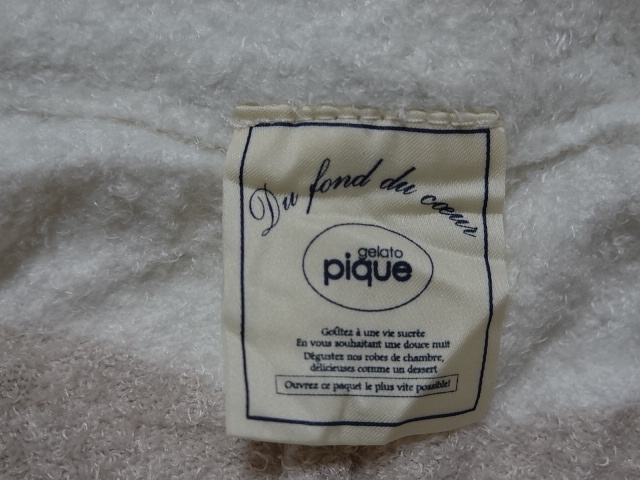 Du fond du cœur
gelato
pique
Goûtez à une vie sucrée
En vous souhaitant une douce nuit
Dégustez nos robes de chambre,
délicieuses comme un dessert
Ouvrez ce paquet le plus vite possible!